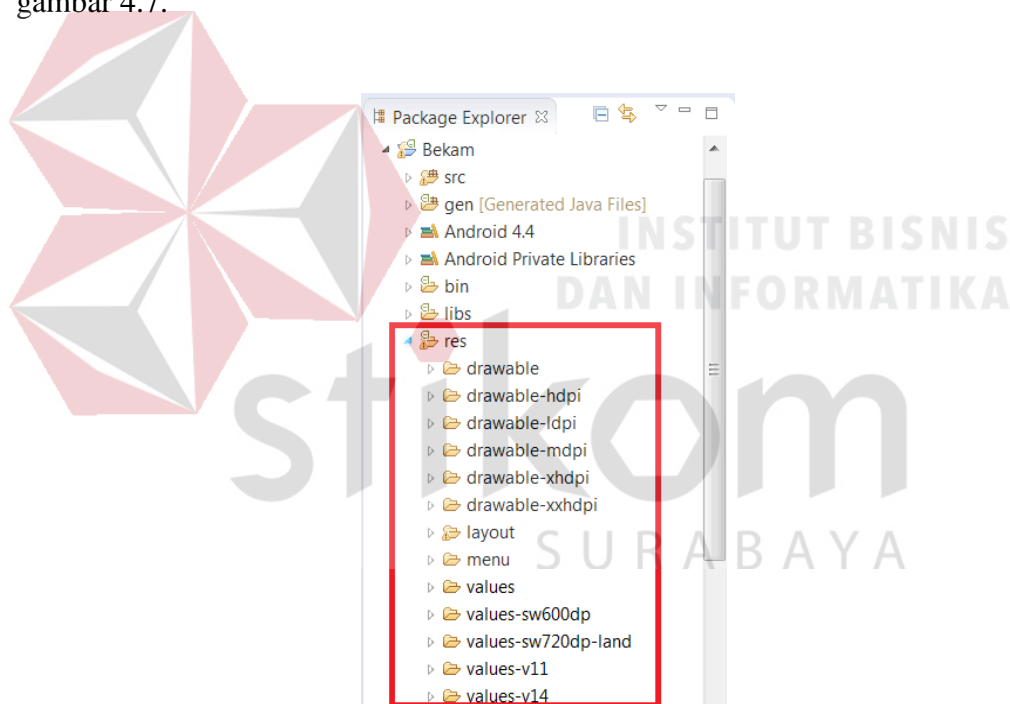 gambar 4.7.
Package Explorer
Bekam
src
gen [Generated Java Files]
Android 4.4
Android Private Libraries
bin
libs
res
drawable
drawable-hdpi
drawable-ldpi
drawable-mdpi
drawable-xhdpi
drawable-xxhdpi
layout
menu
values
values-sw600dp
values-sw720dp-land
values-v11
values-v14
INSTITUT BISNIS
DAN INFORMATIKA
stikom
SURABAYA